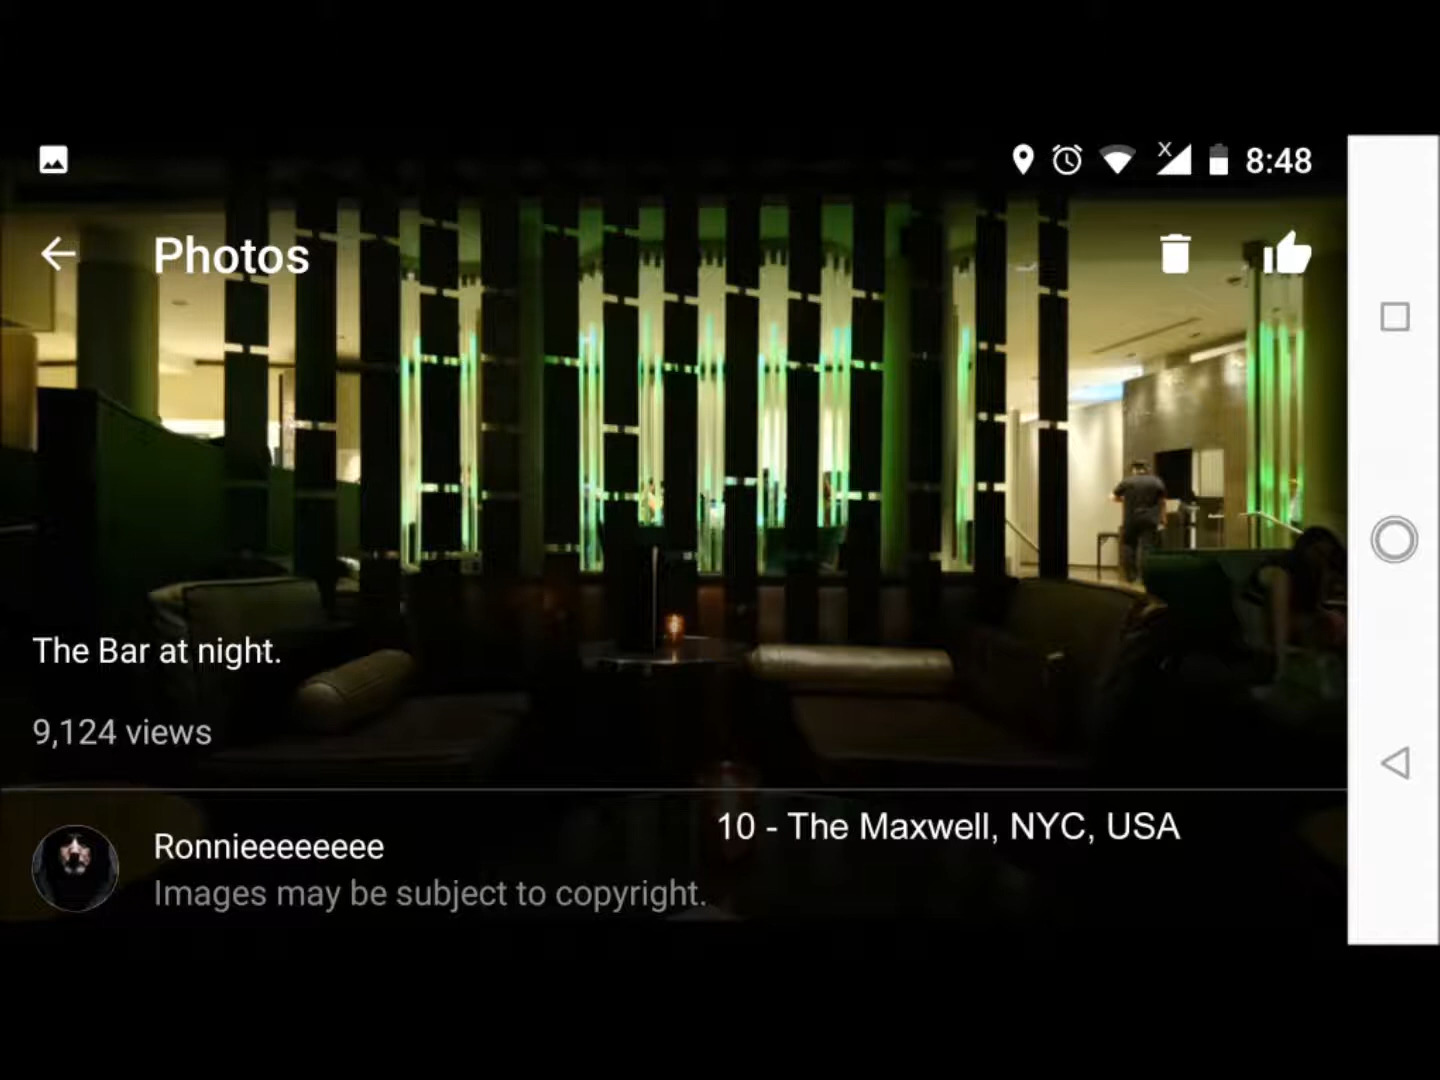 X
8:48
Photos
The Bar at night.
9,124 views
10 - The Maxwell, NYC, USA
Ronnieeeeeeee
Images may be subject to copyright.